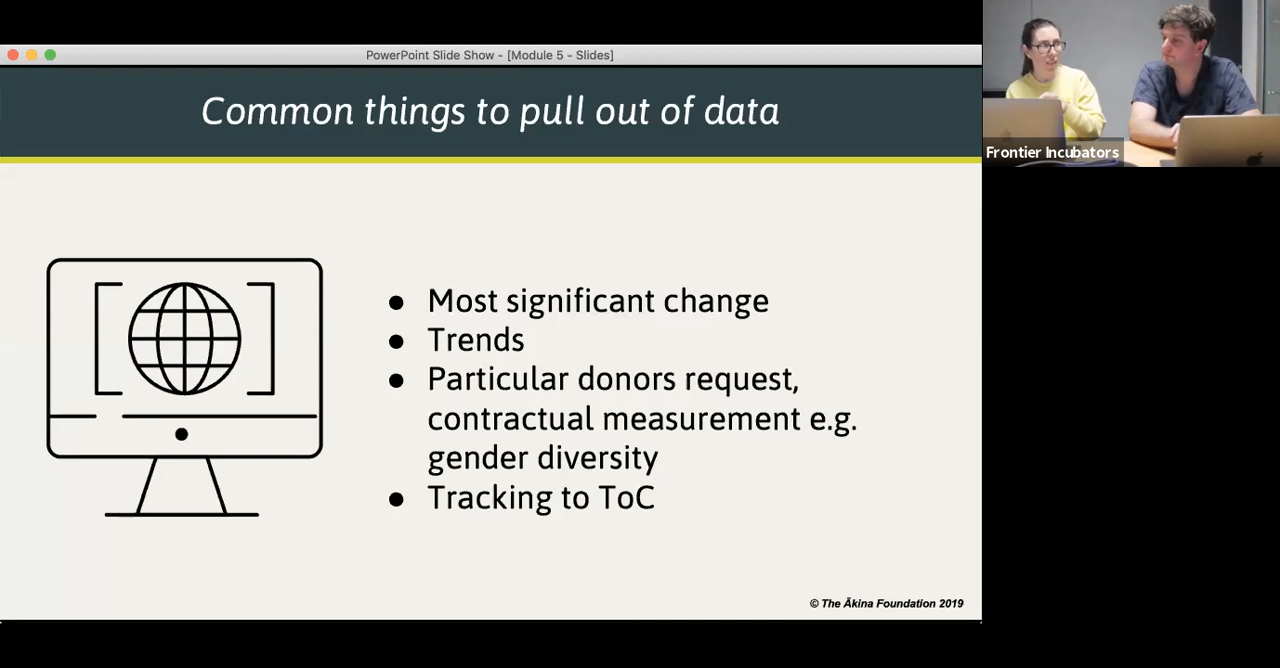 PowerPoint Slide Show - [Module 5 - Slides]
Common things to pull out of data
Frontier Incubators
● Most significant change
● Trends
● Particular donors request,
contractual measurement e.g.
gender diversity
● Tracking to ToC
© The Ākina Foundation 2019